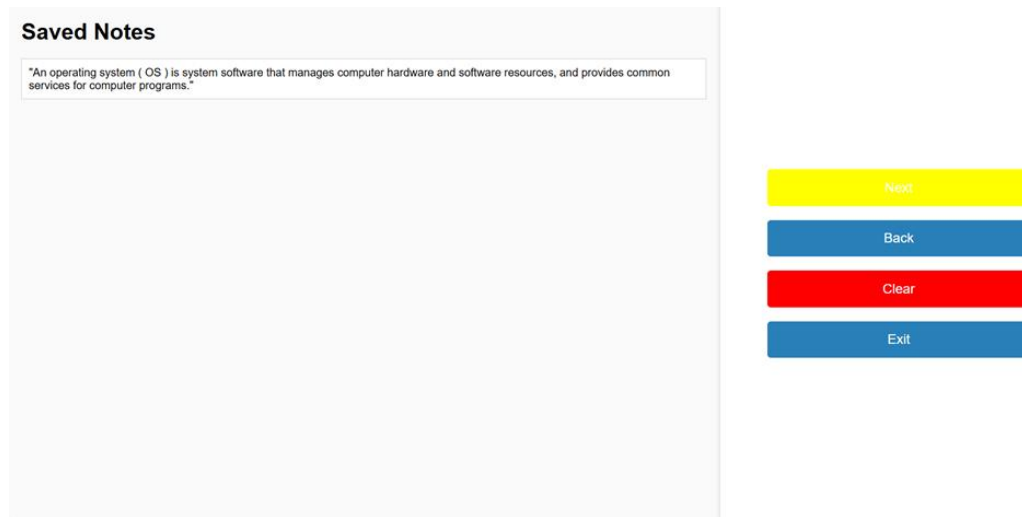 Saved Notes
"An operating system ( OS ) is system software that manages computer hardware and software resources, and provides common
services for computer programs."
Next
Back
Clear
Exit